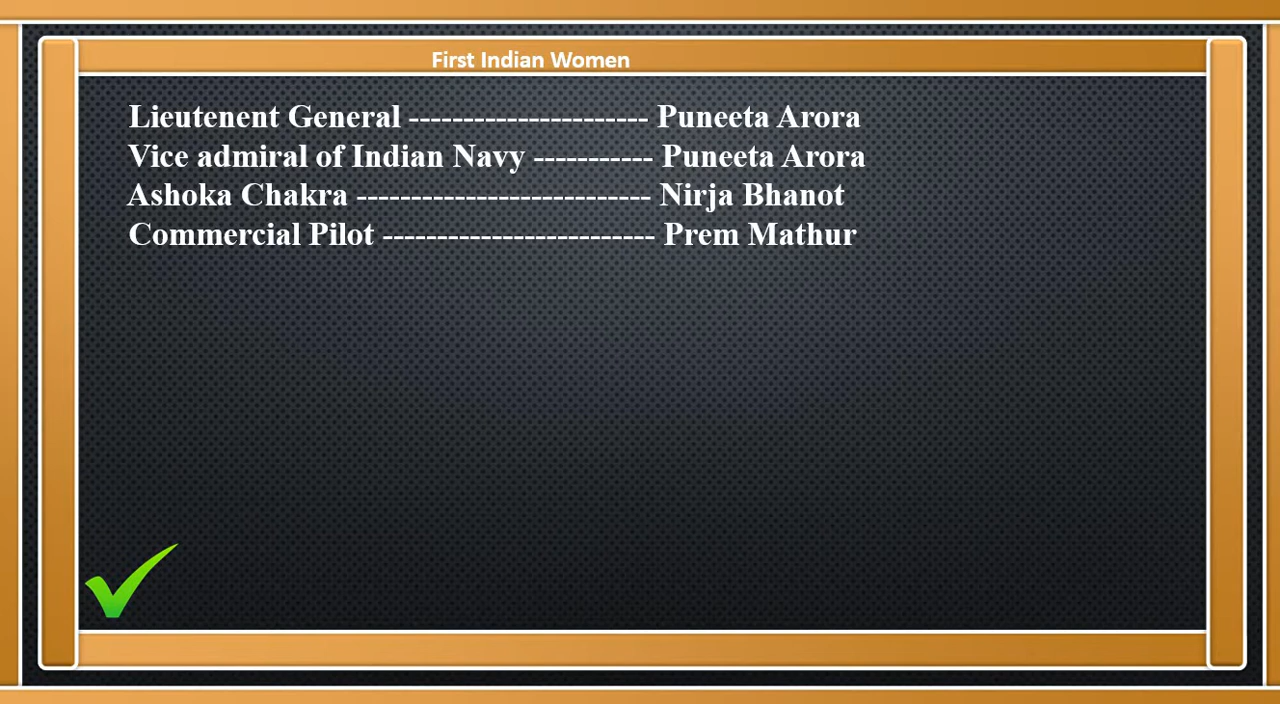 First Indian Women
Lieutenent General ---------------------- Puneeta Arora
Vice admiral of Indian Navy ----------- Puneeta Arora
Ashoka Chakra --------------------------- Nirja Bhanot
Commercial Pilot ------------------------- Prem Mathur